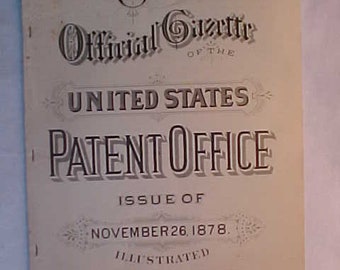 Official Gazette
OF THE
UNITED STATES
PATENT OFFICE
ISSUE OF
NOVEMBER 26, 1878.
ILLUSTRATED